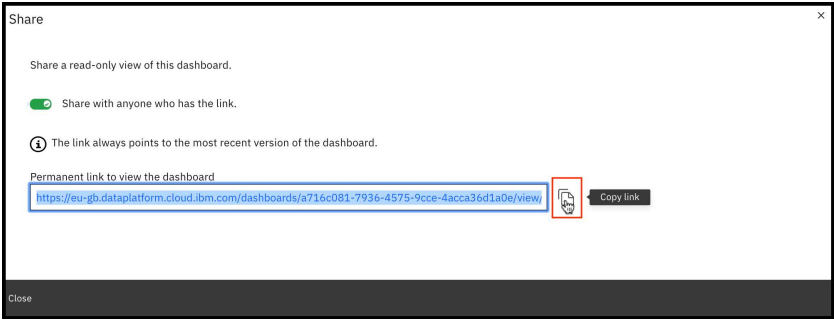 Share
Share a read-only view of this dashboard.
Share with anyone who has the link.
The link always points to the most recent version of the dashboard.
Permanent link to view the dashboard
https://eu-gb.dataplatform.cloud.ibm.com/dashboards/a716c081-7936-4575-9cce-4acca36d1a0e/view/
Copy link
Close